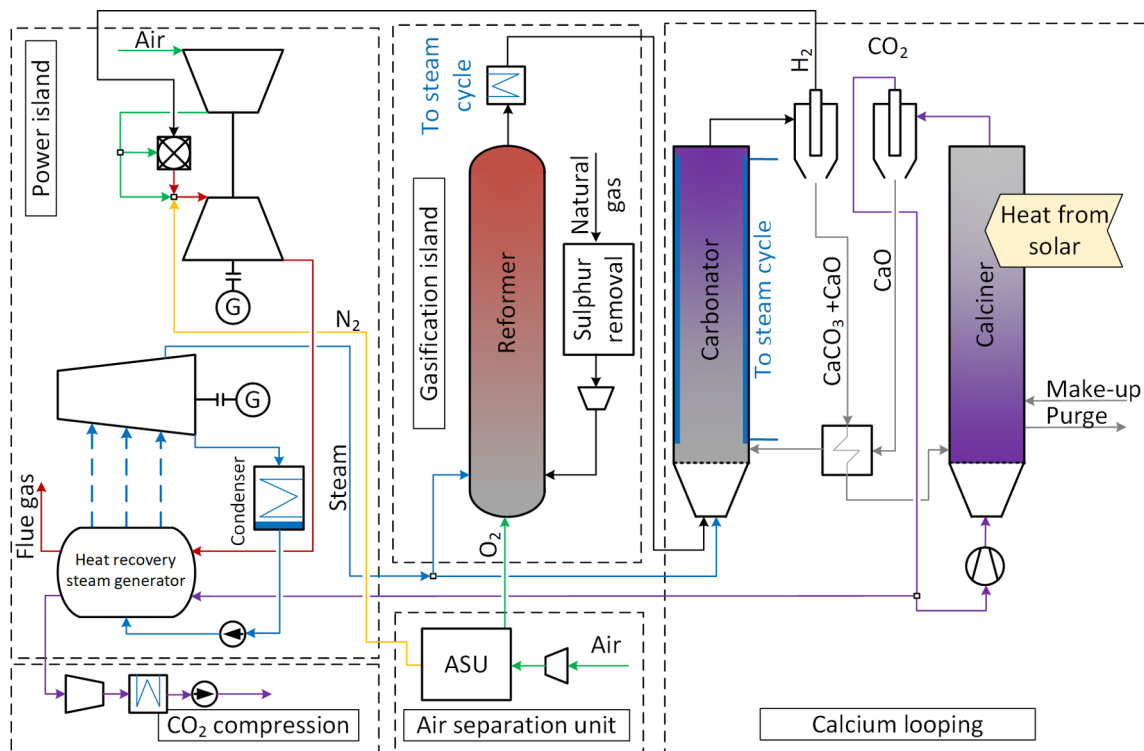 Air
Power island
G
N₂
G
Steam
Condenser
Flue gas
Heat recovery
steam generator
CO₂ compression
To steam
cycle
Gasification island
Reformer
Natural
gas
Sulphur
removal
O₂
ASU
Air
Air separation unit
H₂
CO₂
Carbonator
To steam cycle
CaCO₃ +CaO
CaO
Calciner
Heat from
solar
Make-up
Purge
Calcium looping